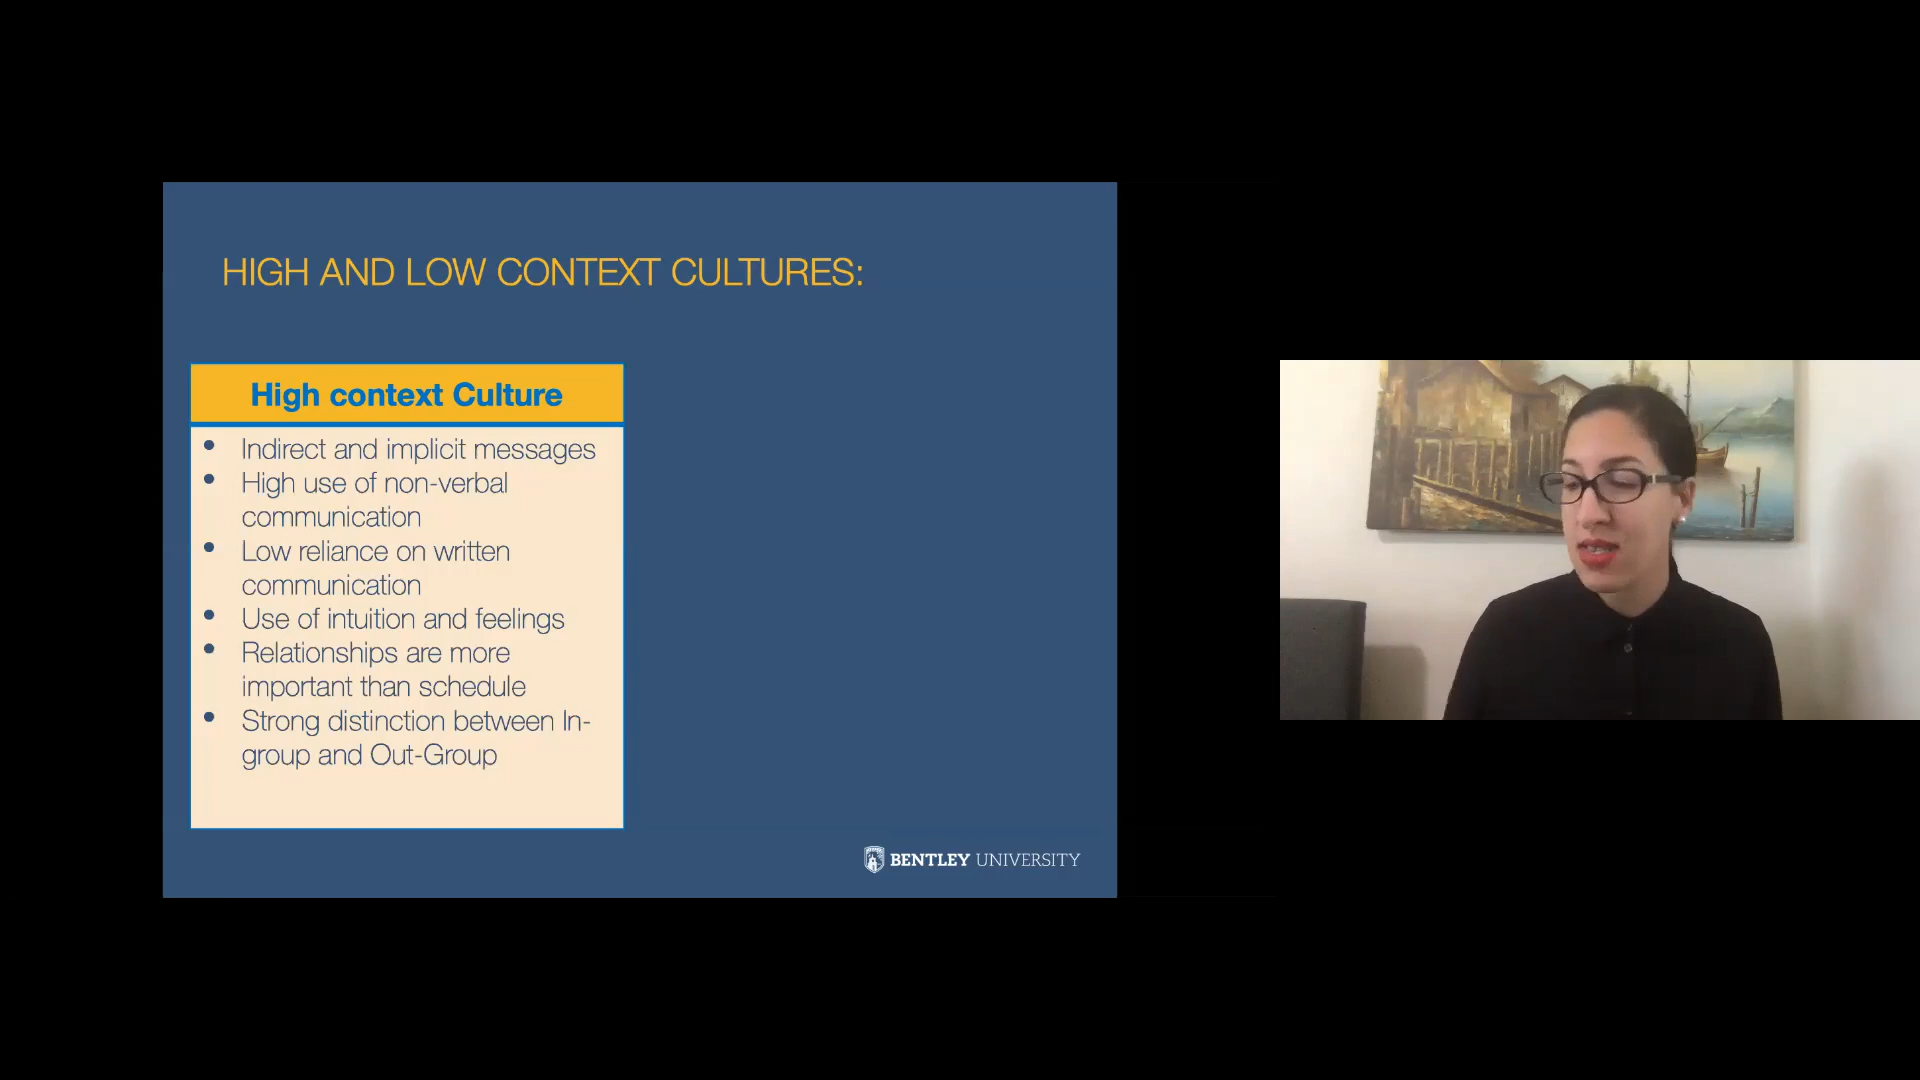 HIGH AND LOW CONTEXT CULTURES:
High context Culture
• Indirect and implicit messages
• High use of non-verbal
communication
• Low reliance on written
communication
• Use of intuition and feelings
• Relationships are more
important than schedule
• Strong distinction between In-
group and Out-Group
BENTLEY UNIVERSITY